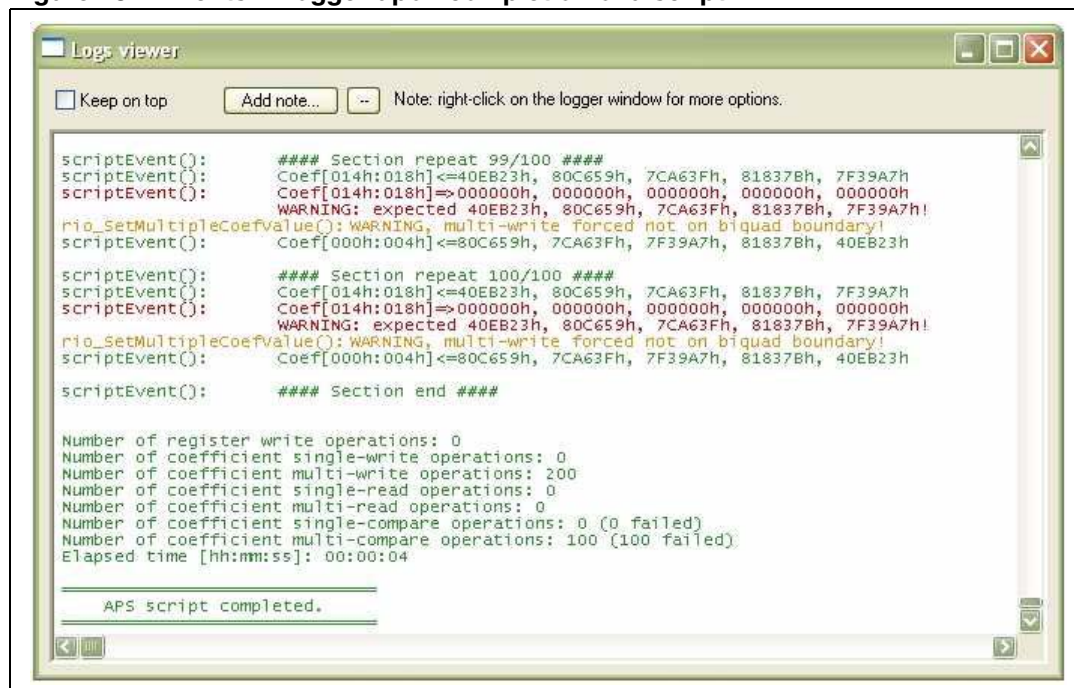 Logs viewer
Keep on top Add note... -- Note: right-click on the logger window for more options.
scriptEvent(): #### Section repeat 99/100 ####
scriptEvent(): Coef[014h:018h]<=40EB23h, 80C659h, 7CA63Fh, 81837Bh, 7F39A7h
scriptEvent(): Coef[014h:018h]=>000000h, 000000h, 000000h, 000000h, 000000h
WARNING: expected 40EB23h, 80C659h, 7CA63Fh, 81837Bh, 7F39A7h!
rio_SetMultipleCoefValue(): WARNING, multi-write forced not on biquad boundary!
scriptEvent(): Coef[000h:004h]<=80C659h, 7CA63Fh, 7F39A7h, 81837Bh, 40EB23h
scriptEvent(): #### Section repeat 100/100 ####
scriptEvent(): Coef[014h:018h]<=40EB23h, 80C659h, 7CA63Fh, 81837Bh, 7F39A7h
scriptEvent(): Coef[014h:018h]=>000000h, 000000h, 000000h, 000000h, 000000h
WARNING: expected 40EB23h, 80C659h, 7CA63Fh, 81837Bh, 7F39A7h!
rio_SetMultipleCoefValue(): WARNING, multi-write forced not on biquad boundary!
scriptEvent(): Coef[000h:004h]<=80C659h, 7CA63Fh, 7F39A7h, 81837Bh, 40EB23h
scriptEvent(): #### Section end ####
Number of register write operations: 0
Number of coefficient single-write operations: 0
Number of coefficient multi-write operations: 200
Number of coefficient single-read operations: 0
Number of coefficient multi-read operations: 0
Number of coefficient single-compare operations: 0 (0 failed)
Number of coefficient multi-compare operations: 100 (100 failed)
Elapsed time [hh:mm:ss]: 00:00:04
APS script completed.